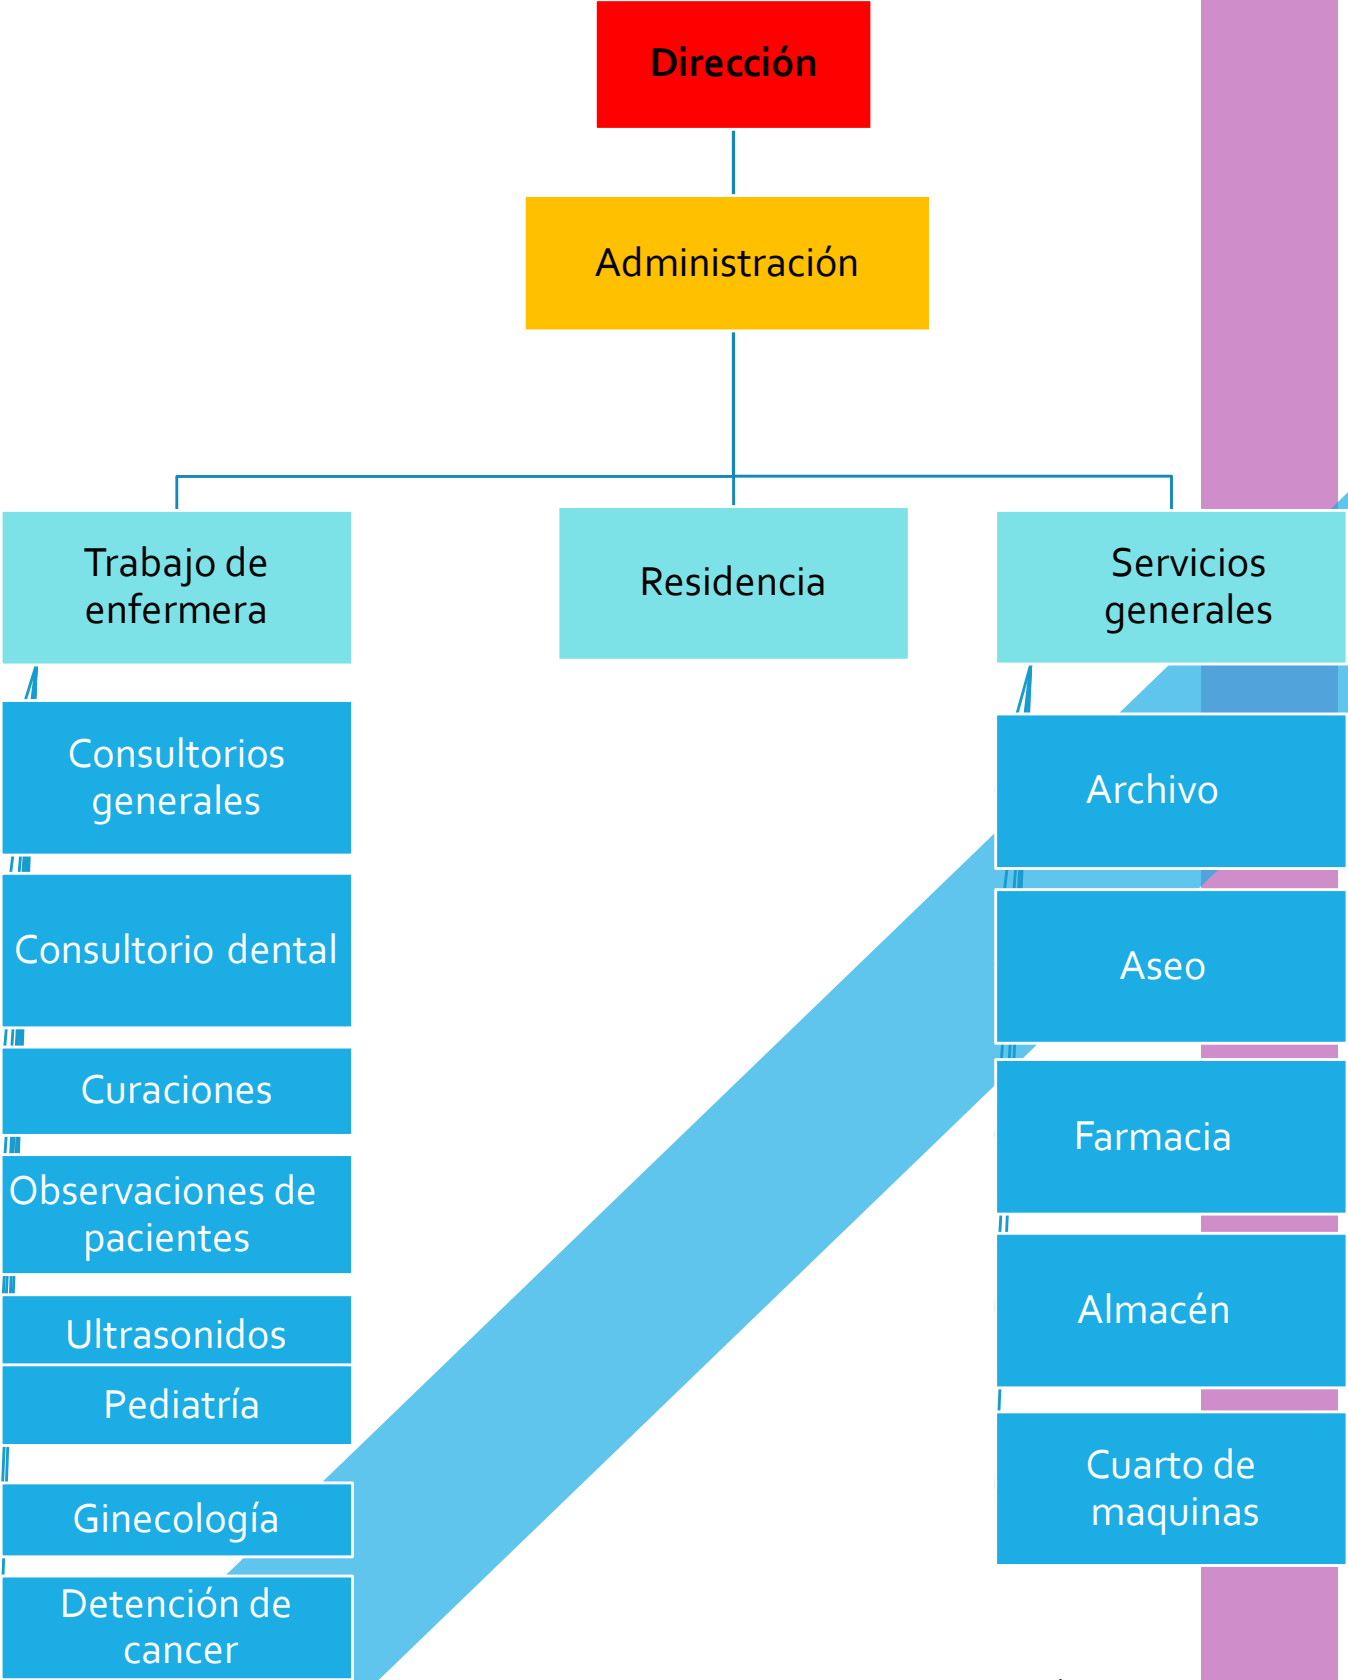 Dirección
Administración
Trabajo de
enfermera
Residencia
Servicios
generales
Consultorios
generales
Consultorio dental
Curaciones
Observaciones de
pacientes
Ultrasonidos
Pediatría
Ginecología
Detención de
cancer
Archivo
Aseo
Farmacia
Almacén
Cuarto de
maquinas